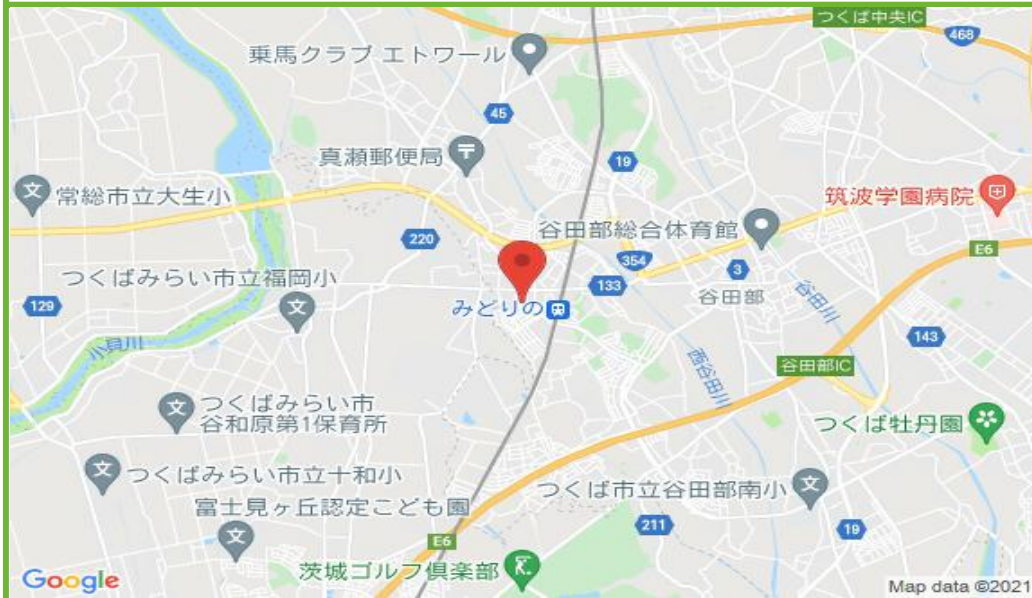 つくば中央IC
468
乗馬クラブ エトワール
45
真瀬郵便局
19
常総市立大生小
筑波学園病院
谷田部総合体育館
220
E6
354
つくばみらい市立福岡小
3
133
谷田部
129
みどりの
谷田川
小貝川
143
西谷田川
谷田部IC
つくばみらい市
谷和原第1保育所
つくば牡丹園
つくばみらい市立十和小
つくば市立谷田部南小
富士見ヶ丘認定こども園
211
19
E6
茨城ゴルフ倶楽部
Google
Map data ©2021